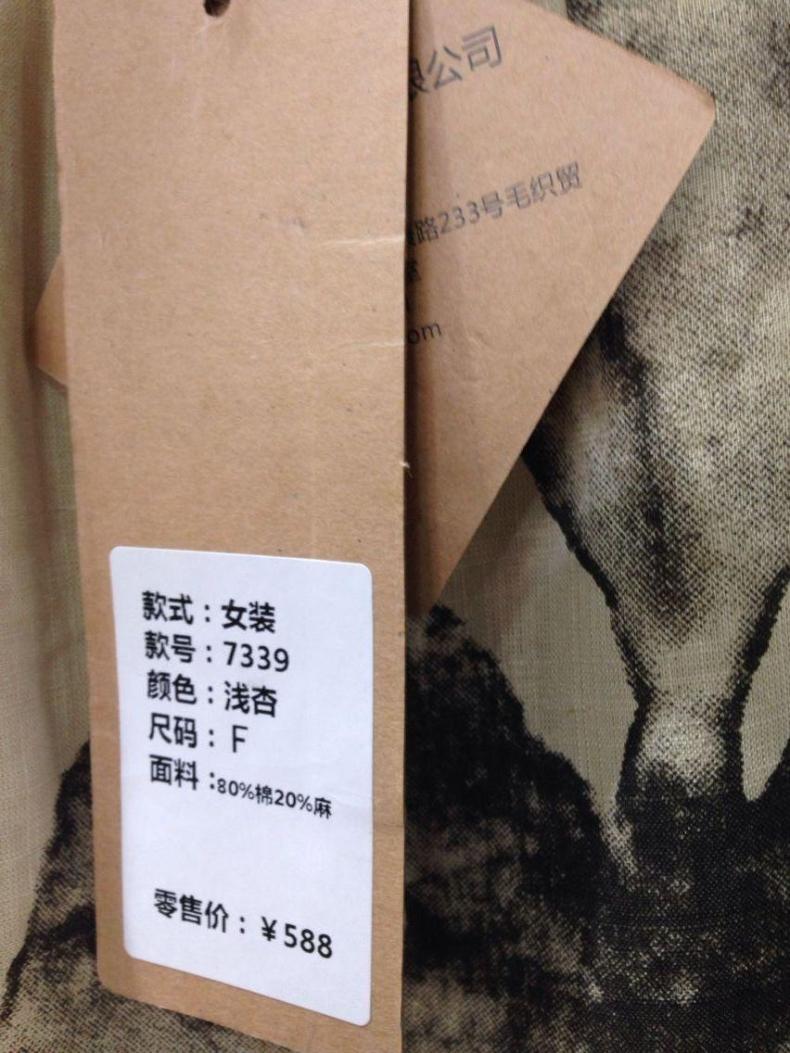 限公司
路233号毛织贸
om
款式：女装
款号：7339
颜色：浅杏
尺码：F
面料：80%棉20%麻
零售价：￥588